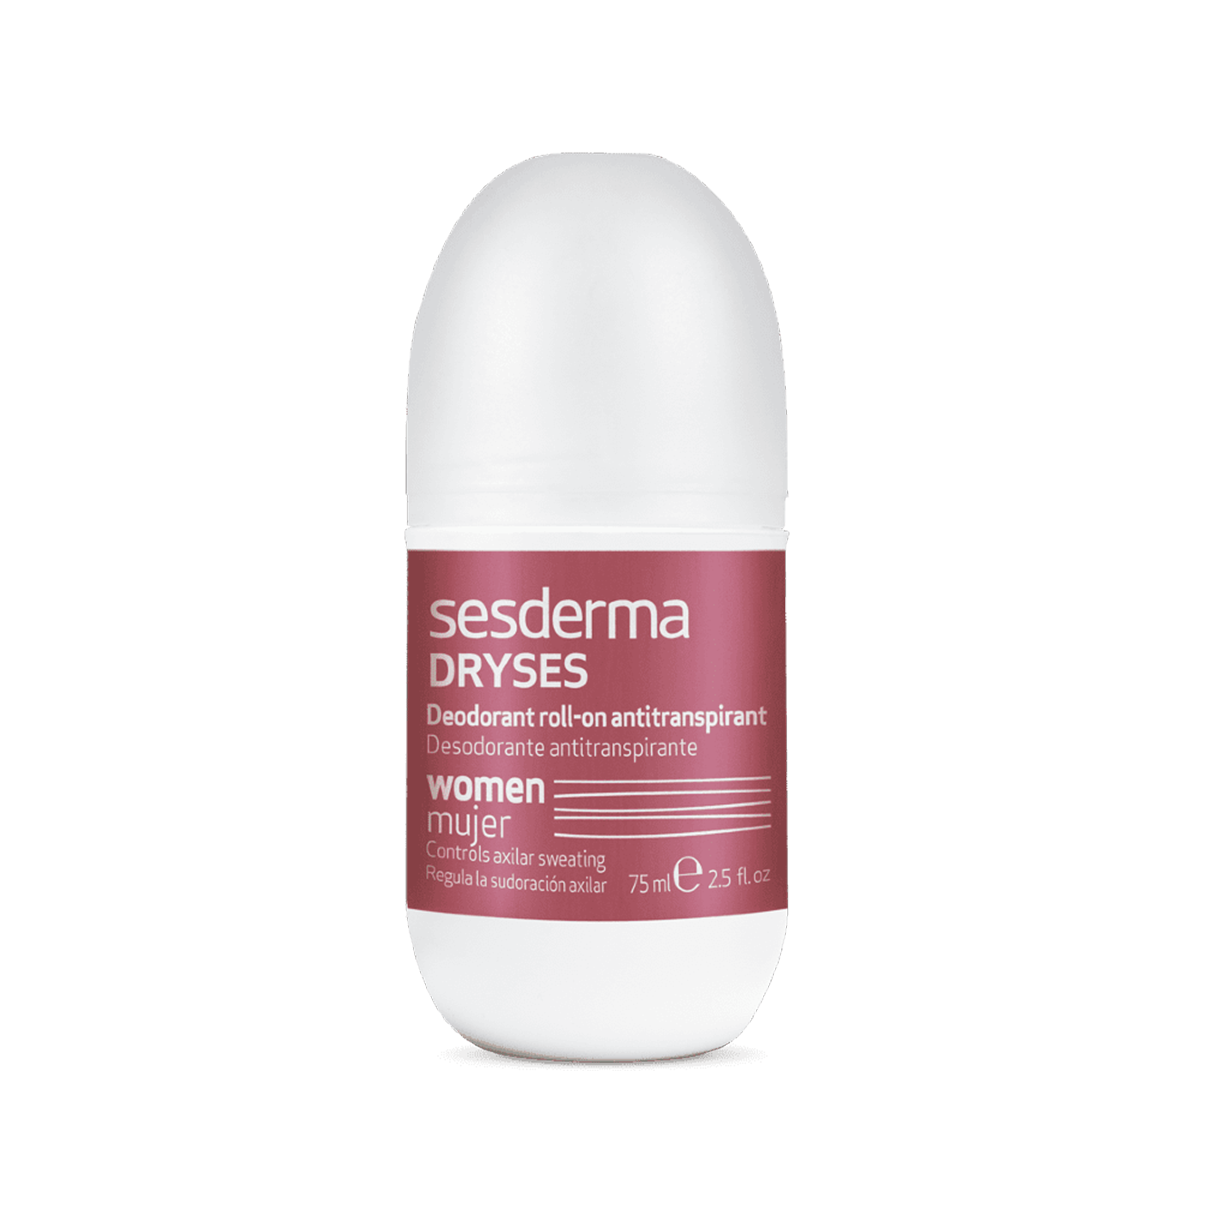 sesderma
DRYSES
Deodorant roll-on antitranspirant
Desodorante antitranspirante
women
mujer
Controls axilar sweating
Regula la sudoración axilar 75 ml e 2.5 fl. oz